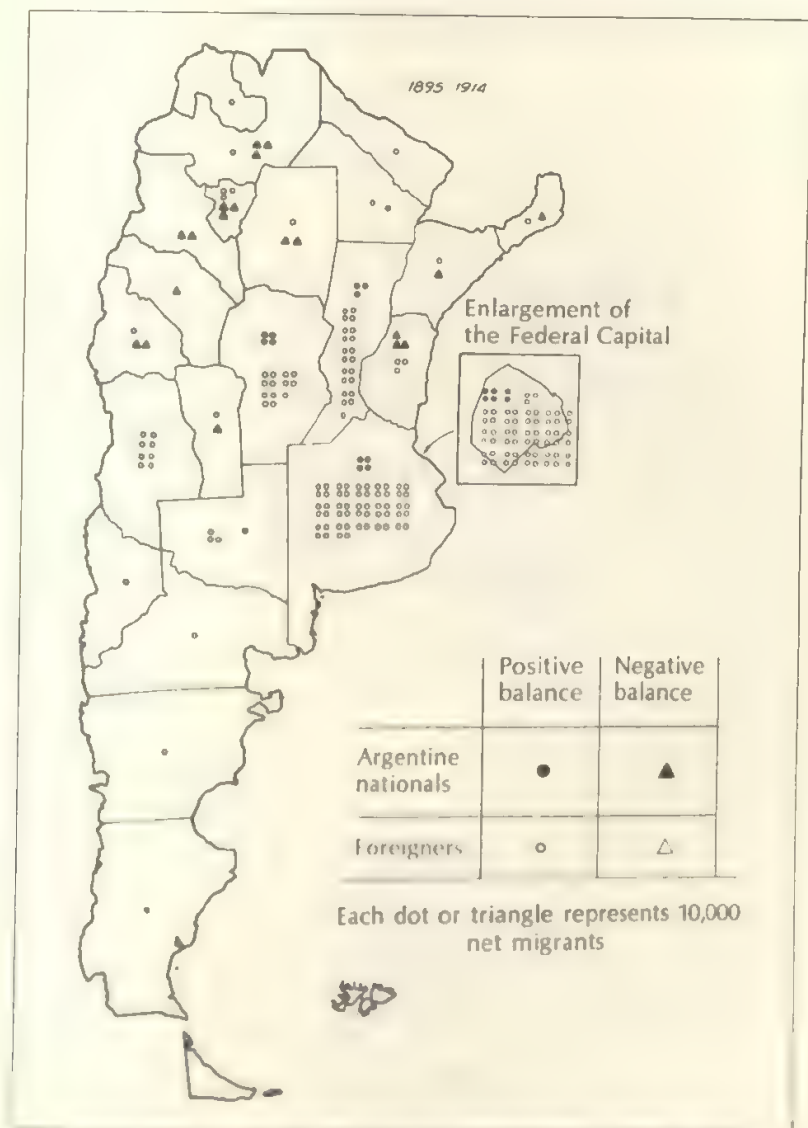 1895 1914
Enlargement of
the Federal Capital
Positive
balance
Negative
balance
Argentine
nationals
Foreigners
Each dot or triangle represents 10,000
net migrants